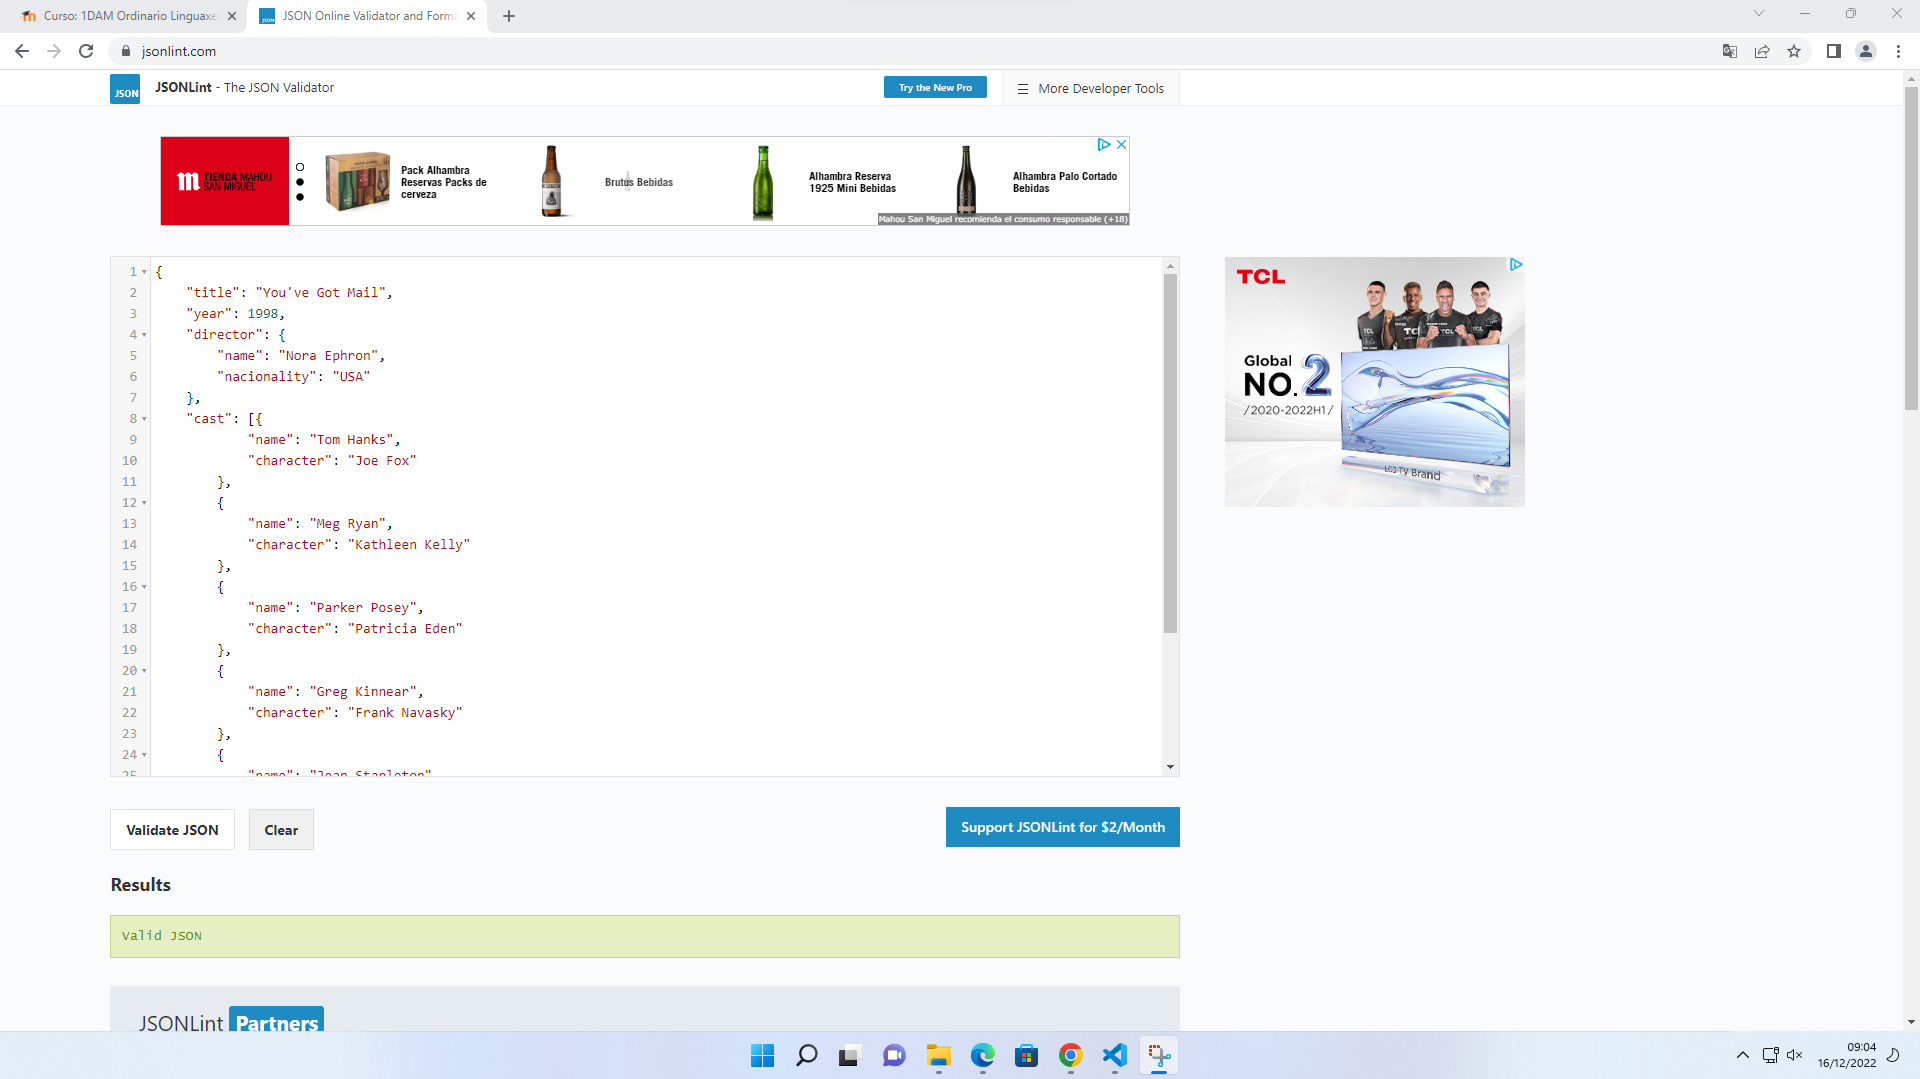 Curso: 1DAM Ordinario Linguaxe
JSON Online Validator and Forma
jsonlint.com
JSON
JSONLint - The JSON Validator
Try the New Pro
More Developer Tools
TIENDA MAHOU
SAN MIGUEL
Pack Alhambra
Reservas Packs de
cerveza
Brutus Bebidas
Alhambra Reserva
1925 Mini Bebidas
Alhambra Palo Cortado
Bebidas
Mahou San Miguel recomienda el consumo responsable (+18)
1 {
2 "title": "You've Got Mail",
3 "year": 1998,
4 "director": {
5 "name": "Nora Ephron",
6 "nacionality": "USA"
7 },
8 "cast": [{
9 "name": "Tom Hanks",
10 "character": "Joe Fox"
11 },
12 {
13 "name": "Meg Ryan",
14 "character": "Kathleen Kelly"
15 },
16 {
17 "name": "Parker Posey",
18 "character": "Patricia Eden"
19 },
20 {
21 "name": "Greg Kinnear",
22 "character": "Frank Navasky"
23 },
24 {
25 "name": "Jean Stapleton"
TCL
Global
NO.2
/2020-2022H1/
LCD TV Brand
Validate JSON
Clear
Support JSONLint for $2/Month
Results
Valid JSON
JSONLint Partners
09:04
16/12/2022